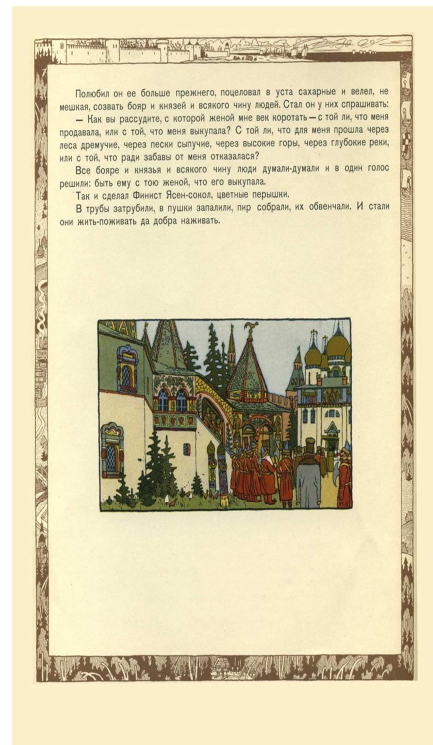 Полюбил он ее больше прежнего, поцеловал в уста сахарные и велел, не
мешкая, созвать бояр и князей и всякого чину людей. Стал он у них спрашивать:
— Как вы рассудите, с которой женой мне век коротать — с той ли, что меня
продавала, или с той, что меня выкупала? С той ли, что для меня прошла через
леса дремучие, через пески сыпучие, через высокие горы, через глубокие реки,
или с той, что ради забавы от меня отказалася?
Все бояре и князья и всякого чину люди думали-думали и в один голос
решили: быть ему с тою женой, что его выкупала.
Так и сделал Финист Ясен-сокол, цветные перышки.
В трубы затрубили, в пушки запалили, пир собрали, их обвенчали. И стали
они жить-поживать да добра наживать.